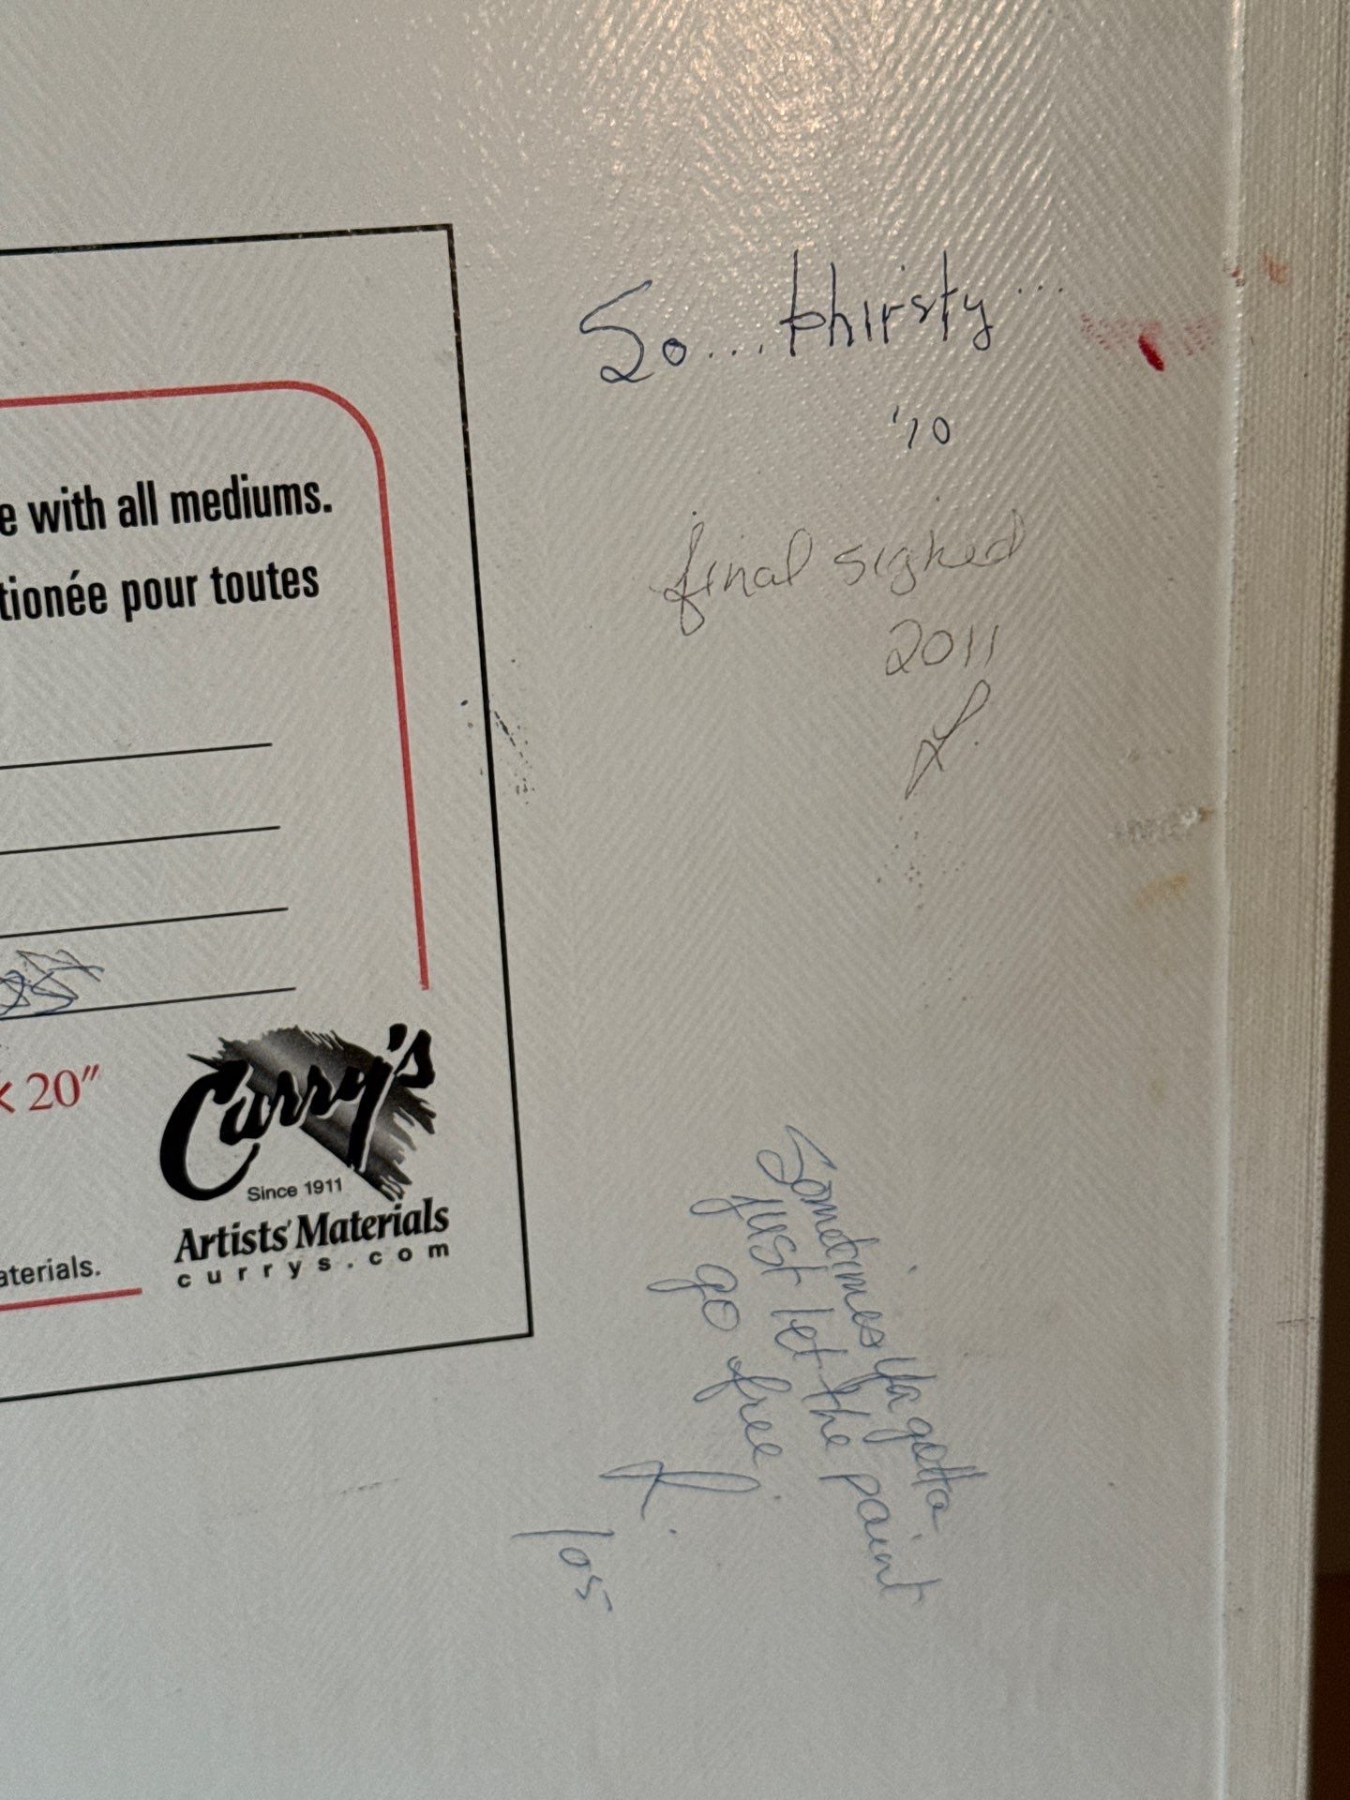 So...thirsty...
'10
final signed
2011
e with all mediums.
tionée pour toutes
x 20"
Curry's
Since 1911
Artists' Materials
currys.com
aterials.
Sometimes ya gotta
just let the paint
go free.
/05